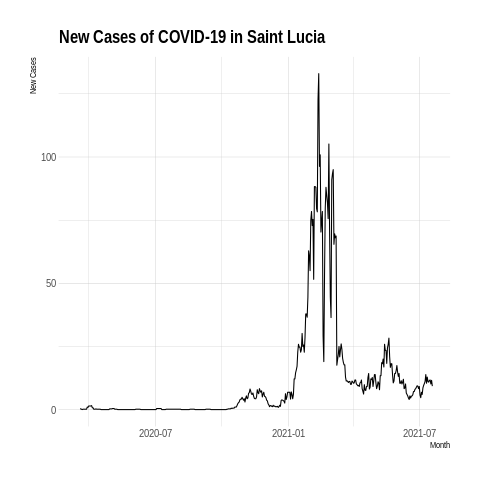 New Cases of COVID-19 in Saint Lucia
New Cases
100
50
0
2020-07
2021-01
2021-07
Month